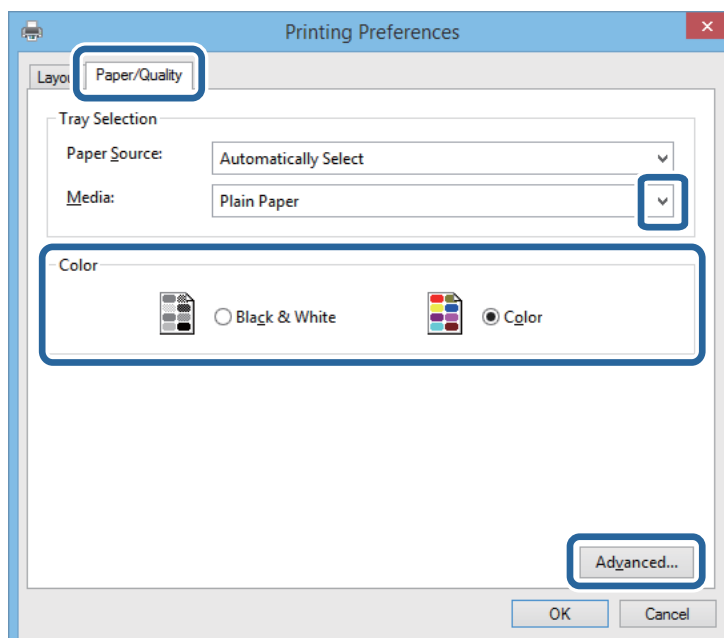 Printing Preferences
Layou
Paper/Quality
Tray Selection
Paper Source:
Automatically Select
Media:
Plain Paper
Color
Black & White
Color
Advanced...
OK
Cancel